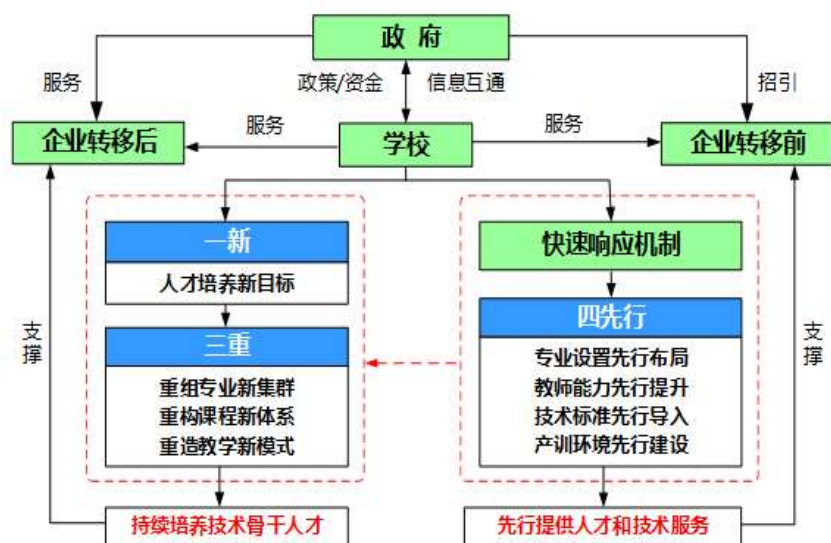 政 府
服务
政策/资金
信息互通
招引
企业转移后
服务
学校
服务
企业转移前
一新
人才培养新目标
三重
重组专业新集群
重构课程新体系
重造教学新模式
快速响应机制
四先行
专业设置先行布局
教师能力先行提升
技术标准先行导入
产训环境先行建设
支撑
支撑
持续培养技术骨干人才
先行提供人才和技术服务